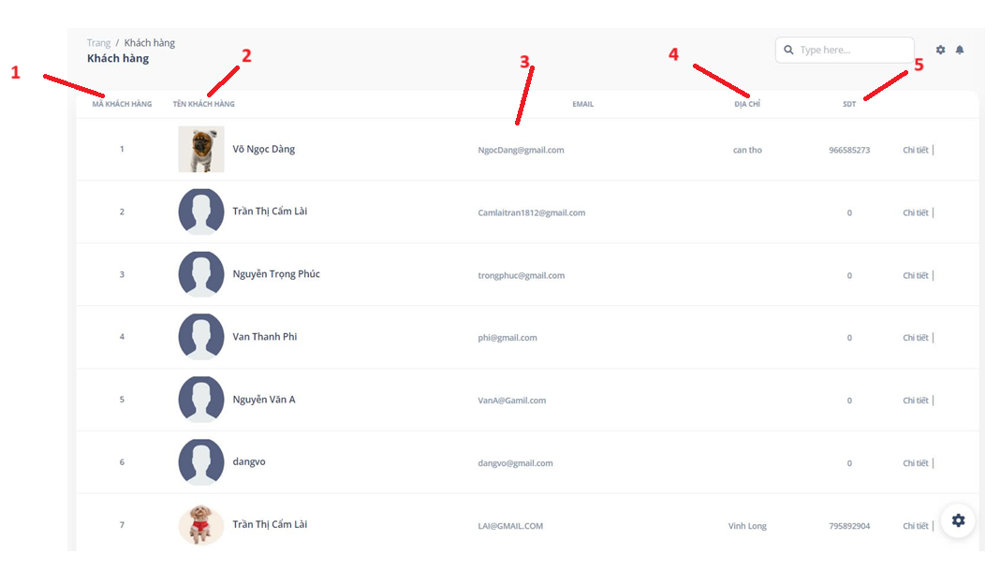 Trang / Khách hàng
Khách hàng
Type here...
1
2
3
4
5
MÃ KHÁCH HÀNG TÊN KHÁCH HÀNG EMAIL ĐỊA CHỈ SĐT
1 Võ Ngọc Dàng NgocDang@gmail.com can tho 966585273 Chi tiết |
2 Trần Thị Cẩm Lài Camlaitran1812@gmail.com 0 Chi tiết |
3 Nguyễn Trọng Phúc trongphuc@gmail.com 0 Chi tiết |
4 Van Thanh Phi phi@gmail.com 0 Chi tiết |
5 Nguyễn Văn A VanA@Gamil.com 0 Chi tiết |
6 dangvo dangvo@gmail.com 0 Chi tiết |
7 Trần Thị Cẩm Lài LAI@GMAIL.COM Vinh Long 795892904 Chi tiết |